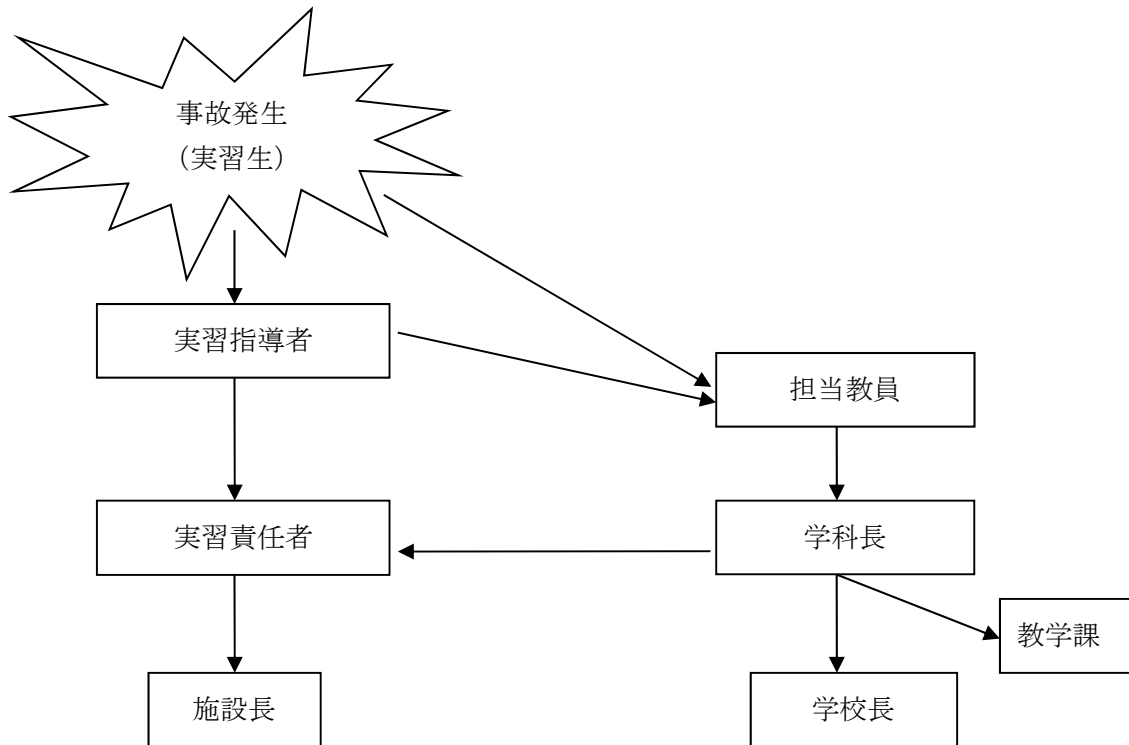 事故発生
（実習生）
実習指導者
担当教員
実習責任者
学科長
教学課
施設長
学校長